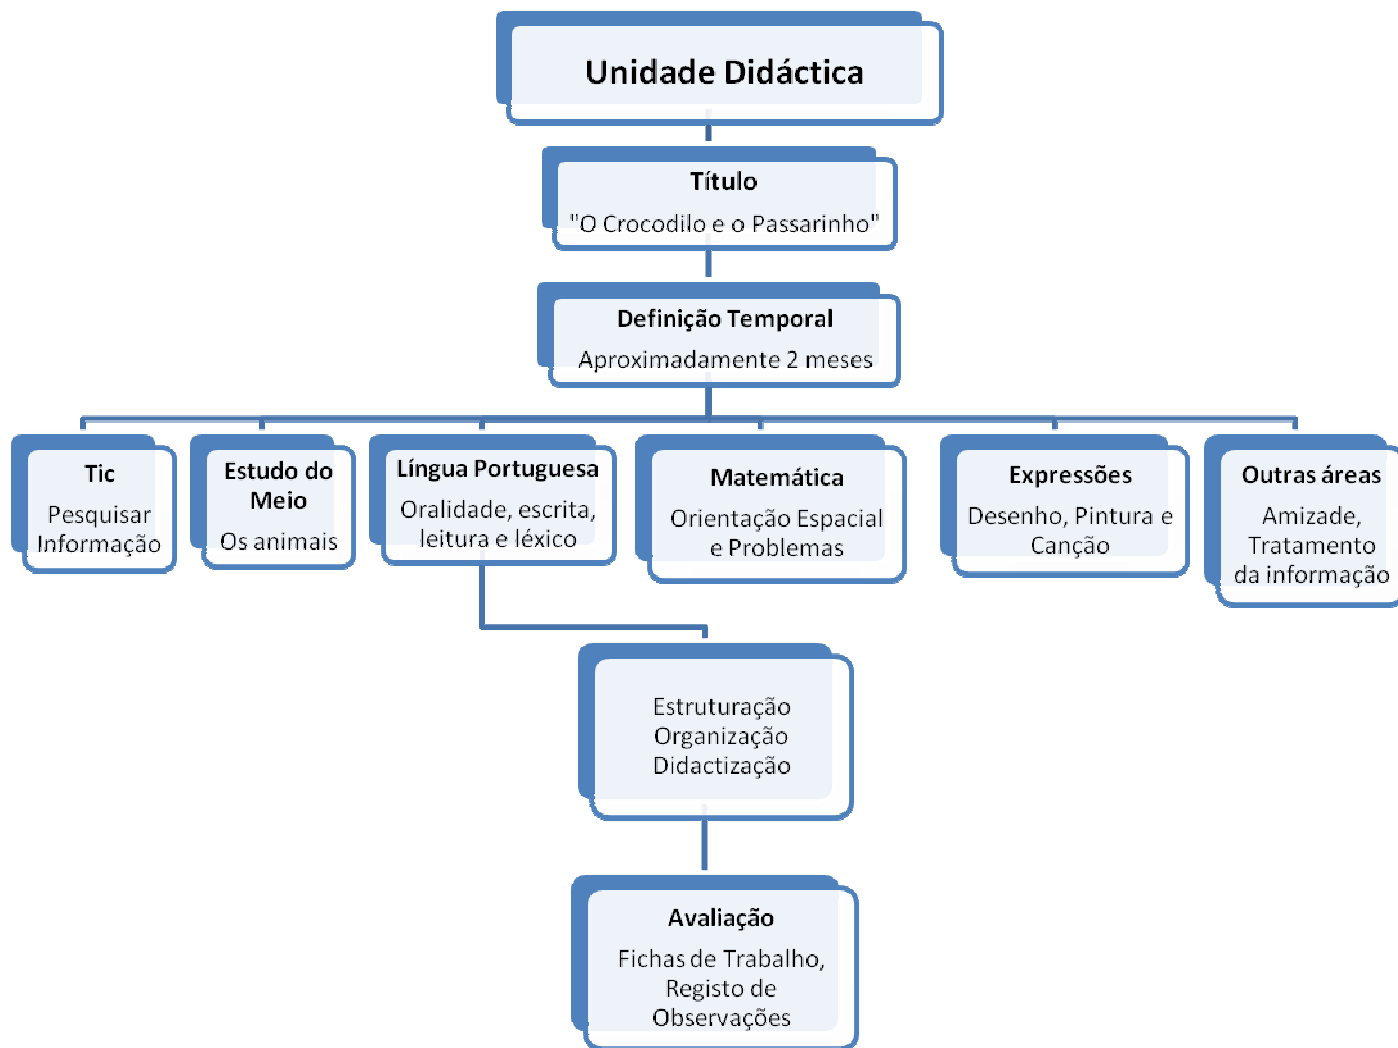 Unidade Didáctica
Título
"O Crocodilo e o Passarinho"
Definição Temporal
Aproximadamente 2 meses
Tic
Pesquisar
Informação
Estudo do
Meio
Os animais
Língua Portuguesa
Oralidade, escrita,
leitura e léxico
Matemática
Orientação Espacial
e Problemas
Expressões
Desenho, Pintura e
Canção
Outras áreas
Amizade,
Tratamento
da informação
Estruturação
Organização
Didactização
Avaliação
Fichas de Trabalho,
Registo de
Observações